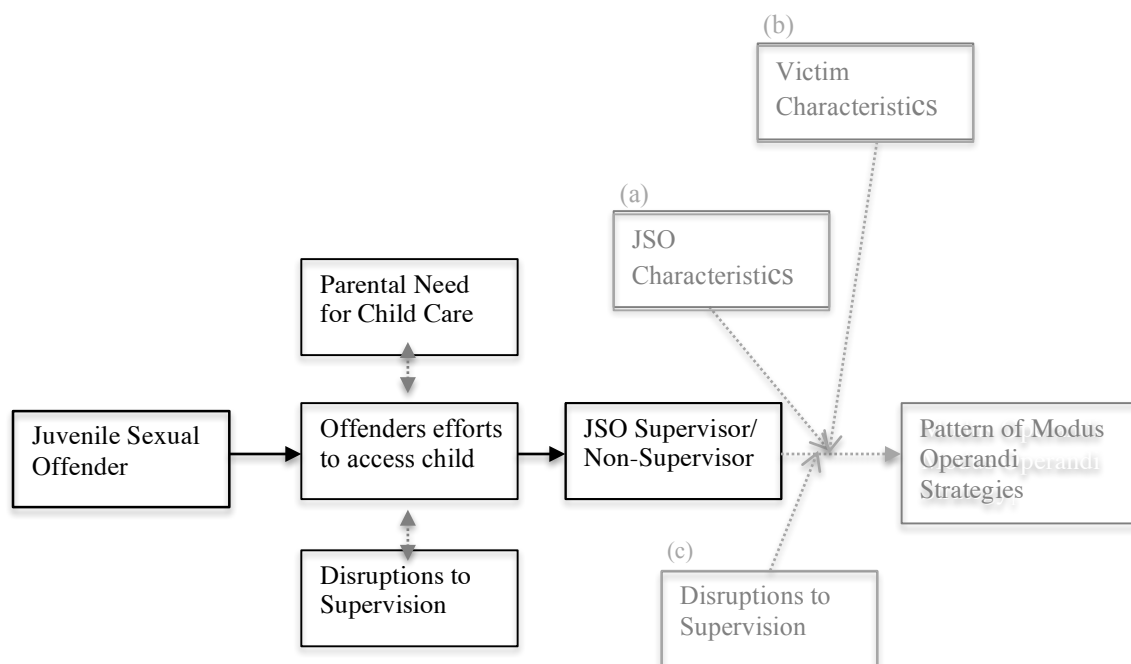 (b)
Victim
Characteristics
(a)
JSO
Characteristics
Parental Need
for Child Care
Juvenile Sexual
Offender
Offenders efforts
to access child
JSO Supervisor/
Non-Supervisor
Pattern of Modus
Operandi
Strategies
Disruptions to
Supervision
(c)
Disruptions to
Supervision